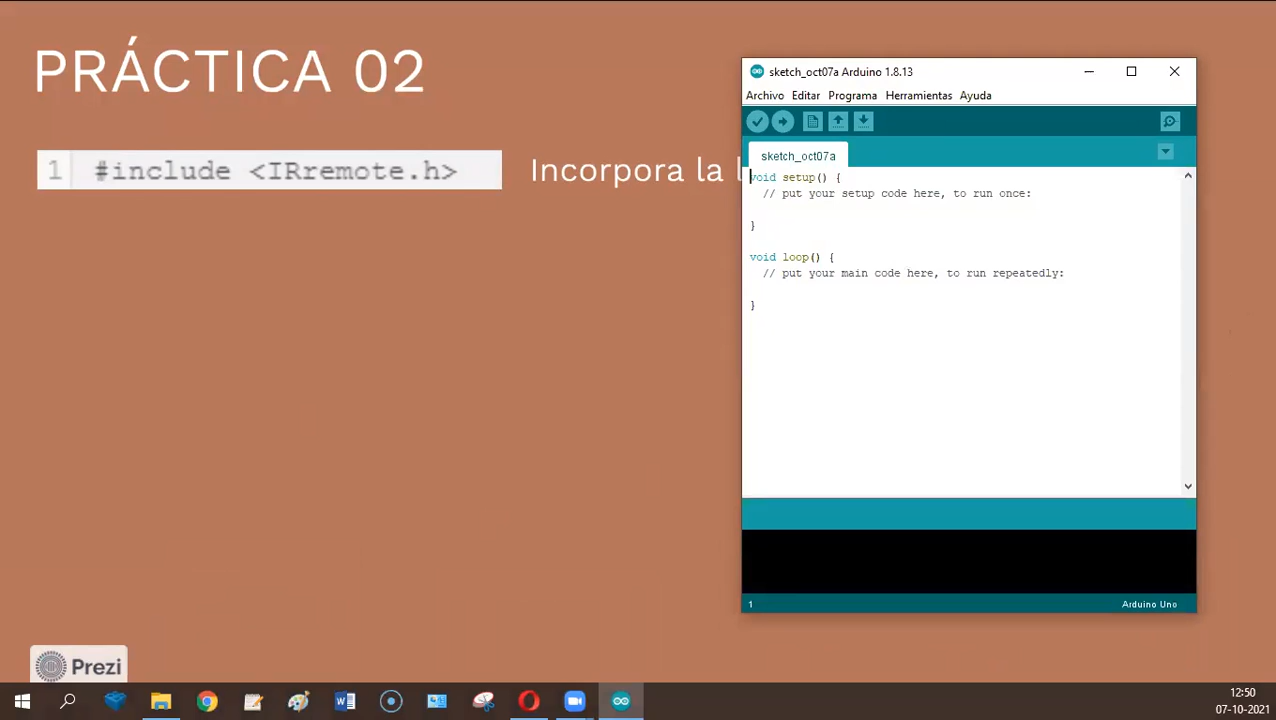 PRÁCTICA 02
1 #include <IRremote.h>
Incorpora la l
sketch_oct07a Arduino 1.8.13
Archivo Editar Programa Herramientas Ayuda
sketch_oct07a
void setup() {
// put your setup code here, to run once:
}
void loop() {
// put your main code here, to run repeatedly:
}
1
Arduino Uno
Prezi
12:50
07-10-2021